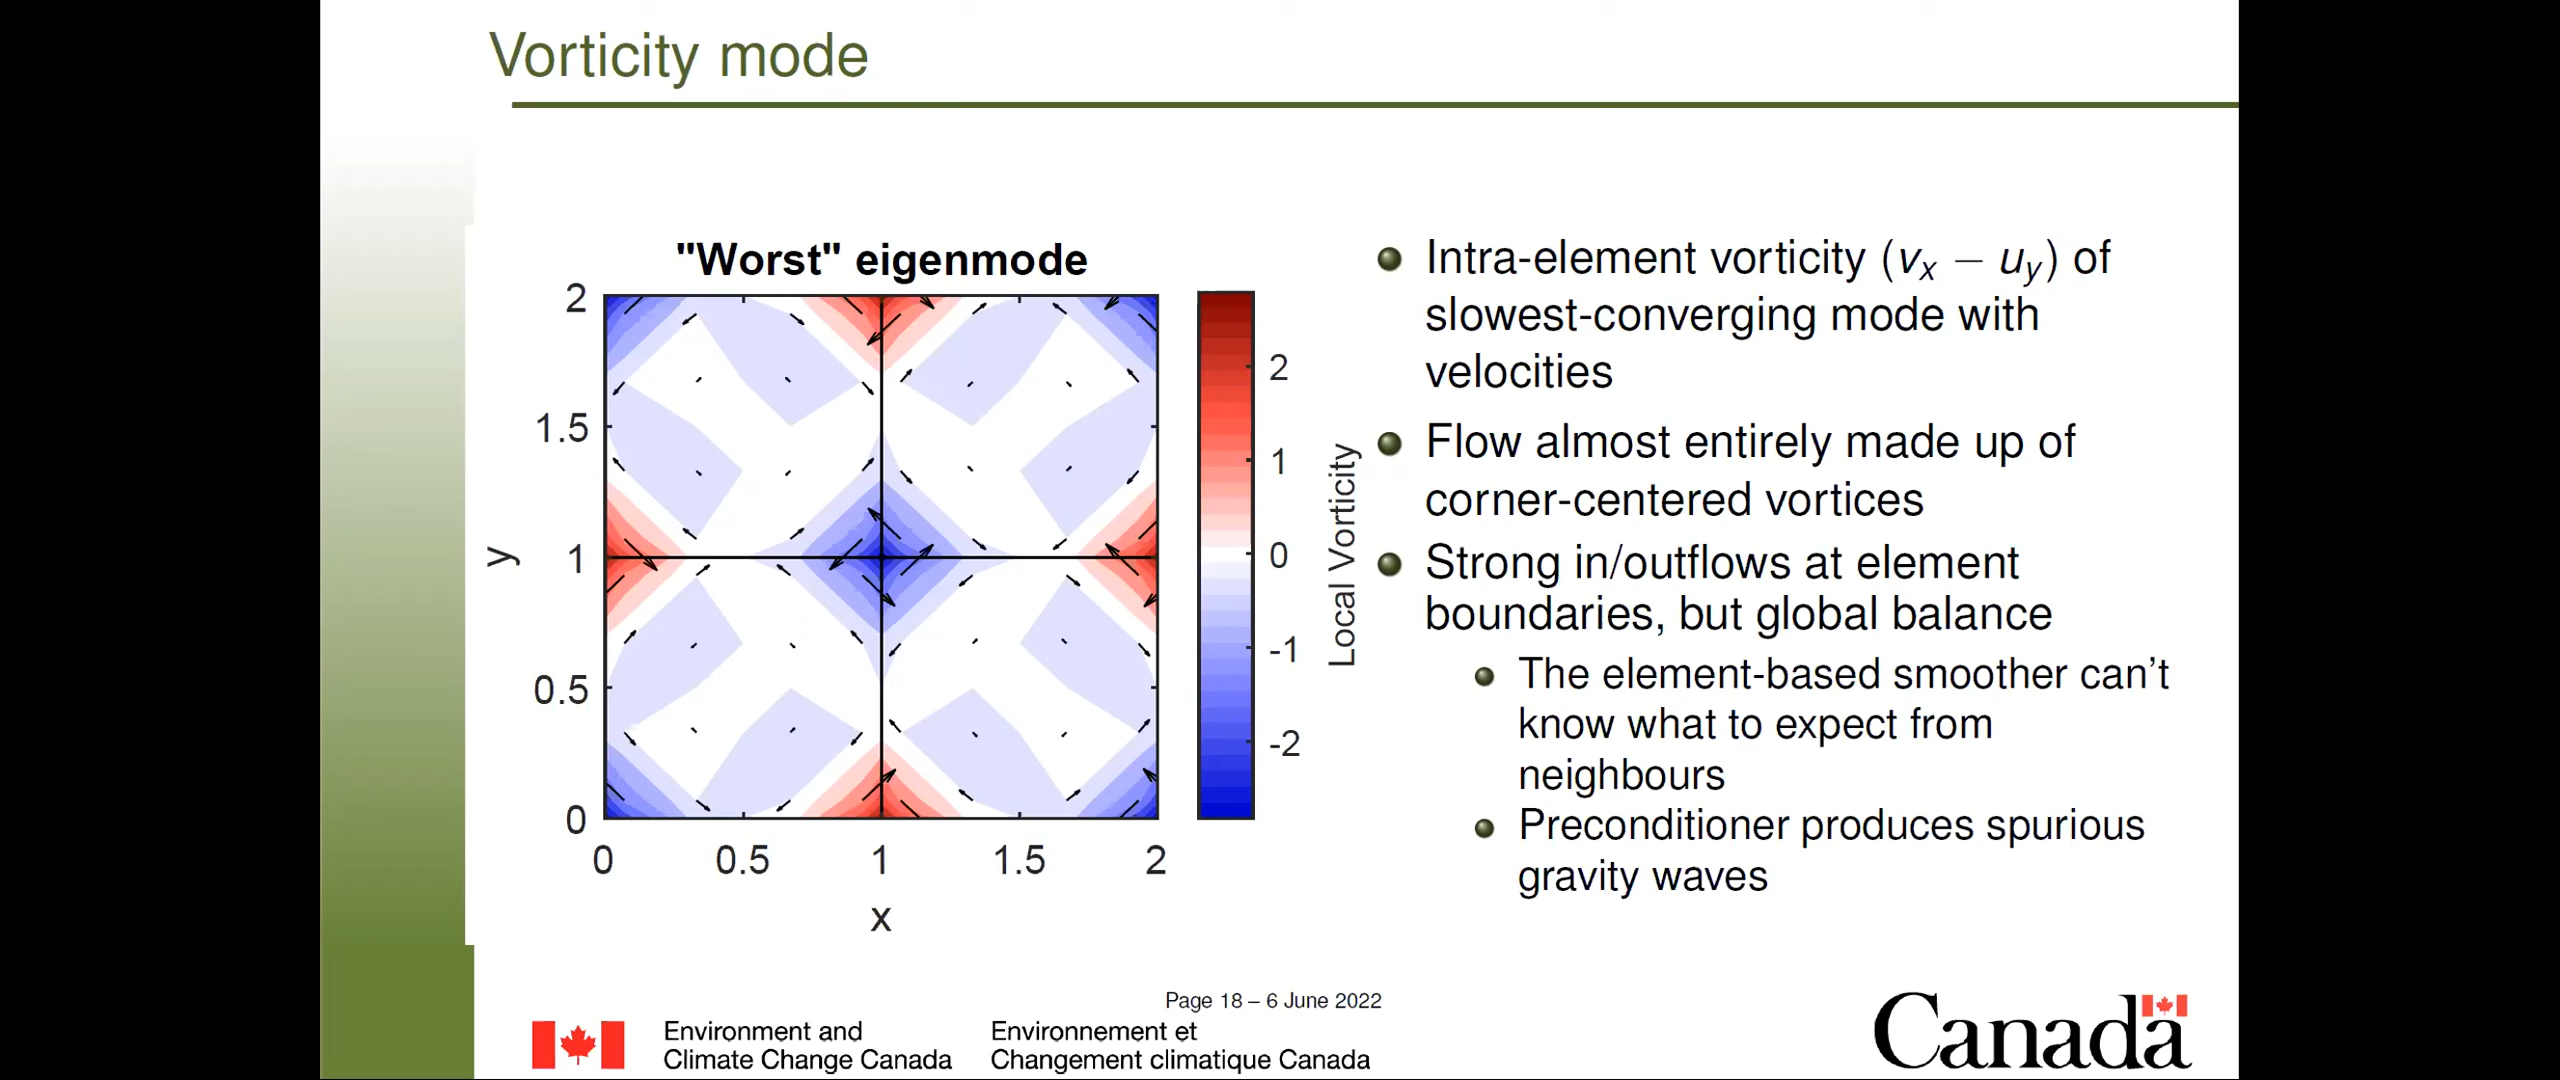 Vorticity mode
"Worst" eigenmode
2
1.5
1
0.5
0
y
0
0.5
1
1.5
2
x
2
1
0
-1
-2
Local Vorticity
Intra-element vorticity (vₓ − u_y) of
slowest-converging mode with
velocities
Flow almost entirely made up of
corner-centered vortices
Strong in/outflows at element
boundaries, but global balance
The element-based smoother can't
know what to expect from
neighbours
Preconditioner produces spurious
gravity waves
Page 18 – 6 June 2022
Environment and
Climate Change Canada
Environnement et
Changement climatique Canada
Canada